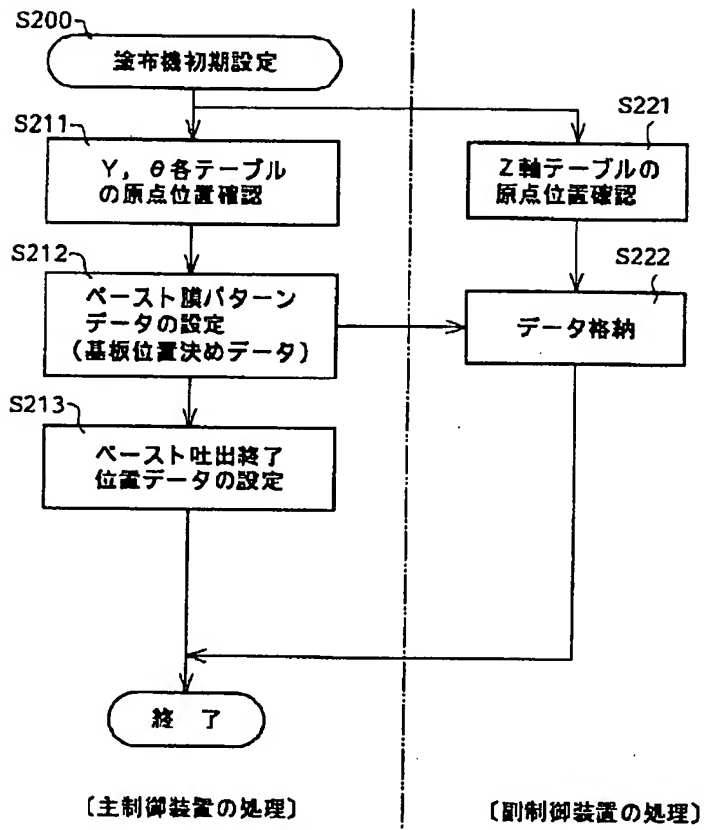 S200
塗布機初期設定
S211
Y，θ各テーブル
の原点位置確認
S221
Z軸テーブルの
原点位置確認
S212
ペースト膜パターン
データの設定
（基板位置決めデータ）
S222
データ格納
S213
ペースト吐出終了
位置データの設定
終 了
〔主制御装置の処理〕
〔副制御装置の処理〕